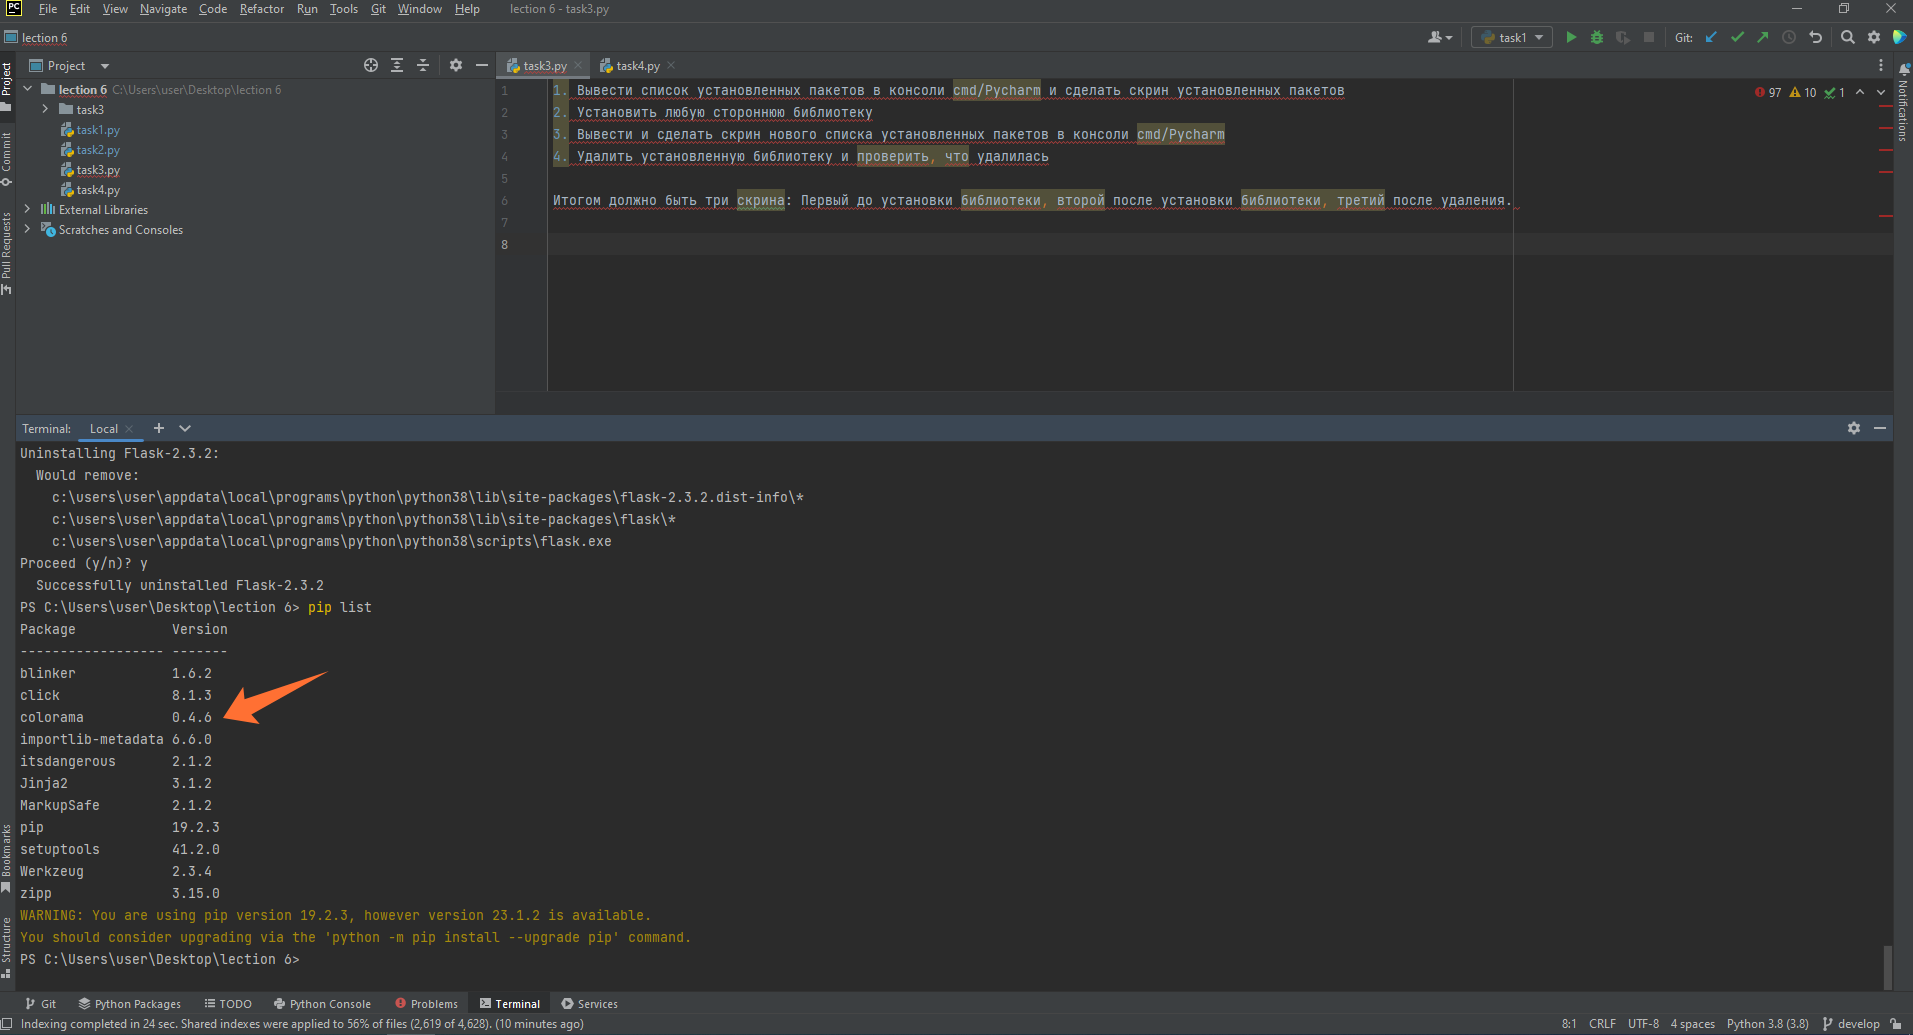 PC File Edit View Navigate Code Refactor Run Tools Git Window Help lection 6 - task3.py
lection 6
task1 Git:
Project
task3.py task4.py
lection 6 C:\Users\user\Desktop\lection 6
task3
task1.py
task2.py
task3.py
task4.py
External Libraries
Scratches and Consoles
Project
Commit
Pull Requests
Bookmarks
Structure
Notifications
97 10 1
1 1. Вывести список установленных пакетов в консоли cmd/Pycharm и сделать скрин установленных пакетов
2 2. Установить любую стороннюю библиотеку
3 3. Вывести и сделать скрин нового списка установленных пакетов в консоли cmd/Pycharm
4 4. Удалить установленную библиотеку и проверить, что удалилась
5
6 Итогом должно быть три скрина: Первый до установки библиотеки, второй после установки библиотеки, третий после удаления.
7
8
Terminal: Local
Uninstalling Flask-2.3.2:
Would remove:
c:\users\user\appdata\local\programs\python\python38\lib\site-packages\flask-2.3.2.dist-info\*
c:\users\user\appdata\local\programs\python\python38\lib\site-packages\flask\*
c:\users\user\appdata\local\programs\python\python38\scripts\flask.exe
Proceed (y/n)? y
Successfully uninstalled Flask-2.3.2
PS C:\Users\user\Desktop\lection 6> pip list
Package Version
------------------ -------
blinker 1.6.2
click 8.1.3
colorama 0.4.6
importlib-metadata 6.6.0
itsdangerous 2.1.2
Jinja2 3.1.2
MarkupSafe 2.1.2
pip 19.2.3
setuptools 41.2.0
Werkzeug 2.3.4
zipp 3.15.0
WARNING: You are using pip version 19.2.3, however version 23.1.2 is available.
You should consider upgrading via the 'python -m pip install --upgrade pip' command.
PS C:\Users\user\Desktop\lection 6>
Git Python Packages TODO Python Console Problems Terminal Services
Indexing completed in 24 sec. Shared indexes were applied to 56% of files (2,619 of 4,628). (10 minutes ago) 8:1 CRLF UTF-8 4 spaces Python 3.8 (3.8) develop